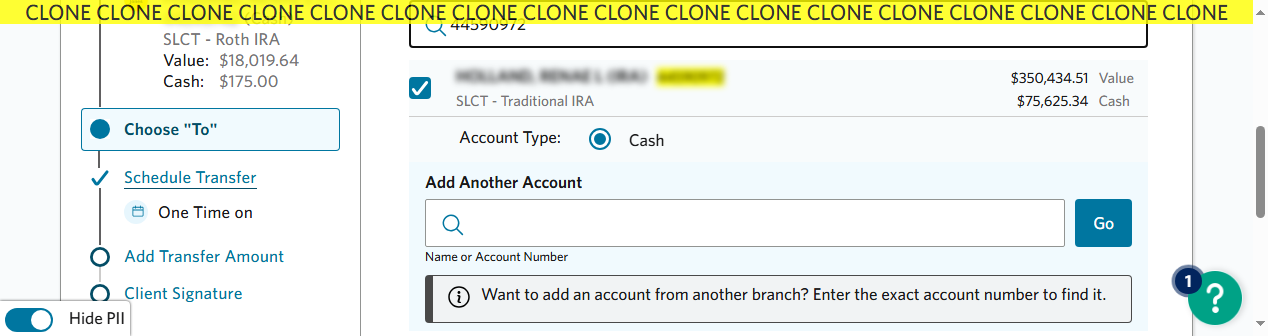 CLONE CLONE CLONE CLONE CLONE CLONE CLONE CLONE CLONE CLONE CLONE CLONE CLONE CLONE CLONE CLONE CLONE
SLCT - Roth IRA
Value: $18,019.64
Cash: $175.00
Choose "To"
Schedule Transfer
One Time on
Add Transfer Amount
Client Signature
Hide PII
44590972
$350,434.51 Value
SLCT - Traditional IRA
$75,625.34 Cash
Account Type:
Cash
Add Another Account
Go
Name or Account Number
Want to add an account from another branch? Enter the exact account number to find it.
1
?